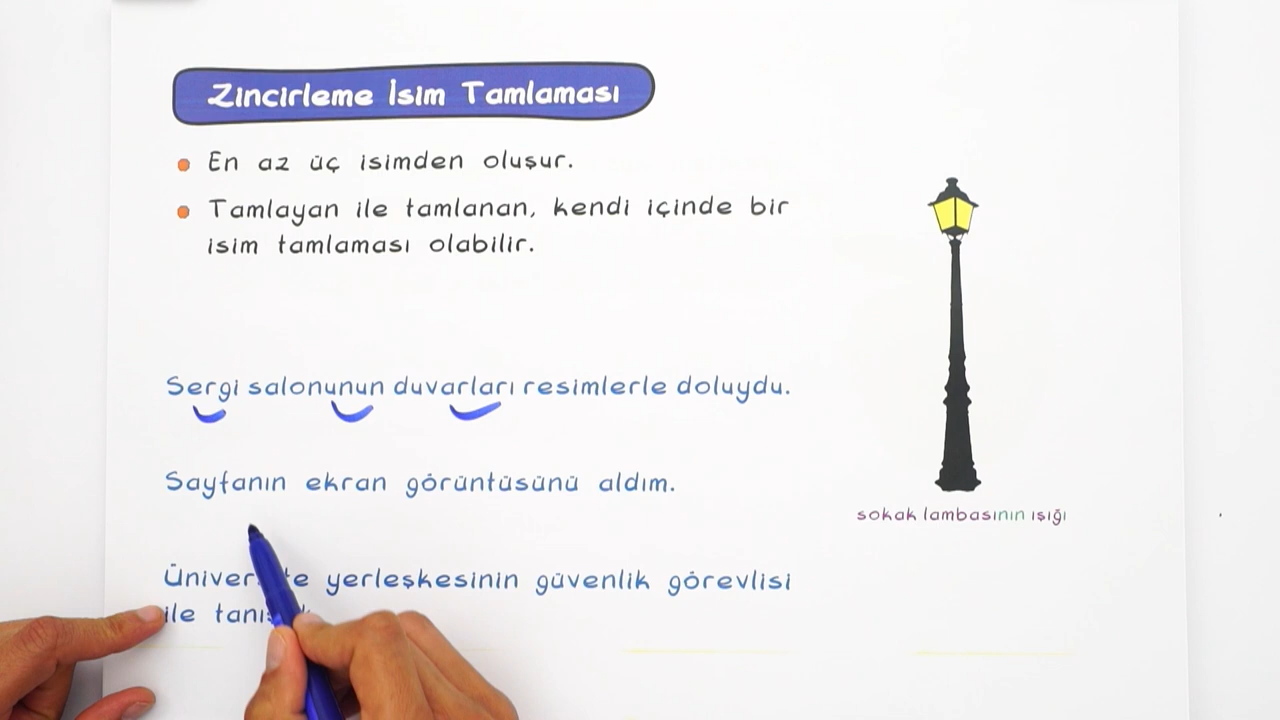 Zincirleme İsim Tamlaması
En az üç isimden oluşur.
Tamlayan ile tamlanan, kendi içinde bir
isim tamlaması olabilir.
Sergi salonunun duvarları resimlerle doluydu.
Sayfanın ekran görüntüsünü aldım.
sokak lambasının ışığı
yerleşkesinin güvenlik görevlisi
ile